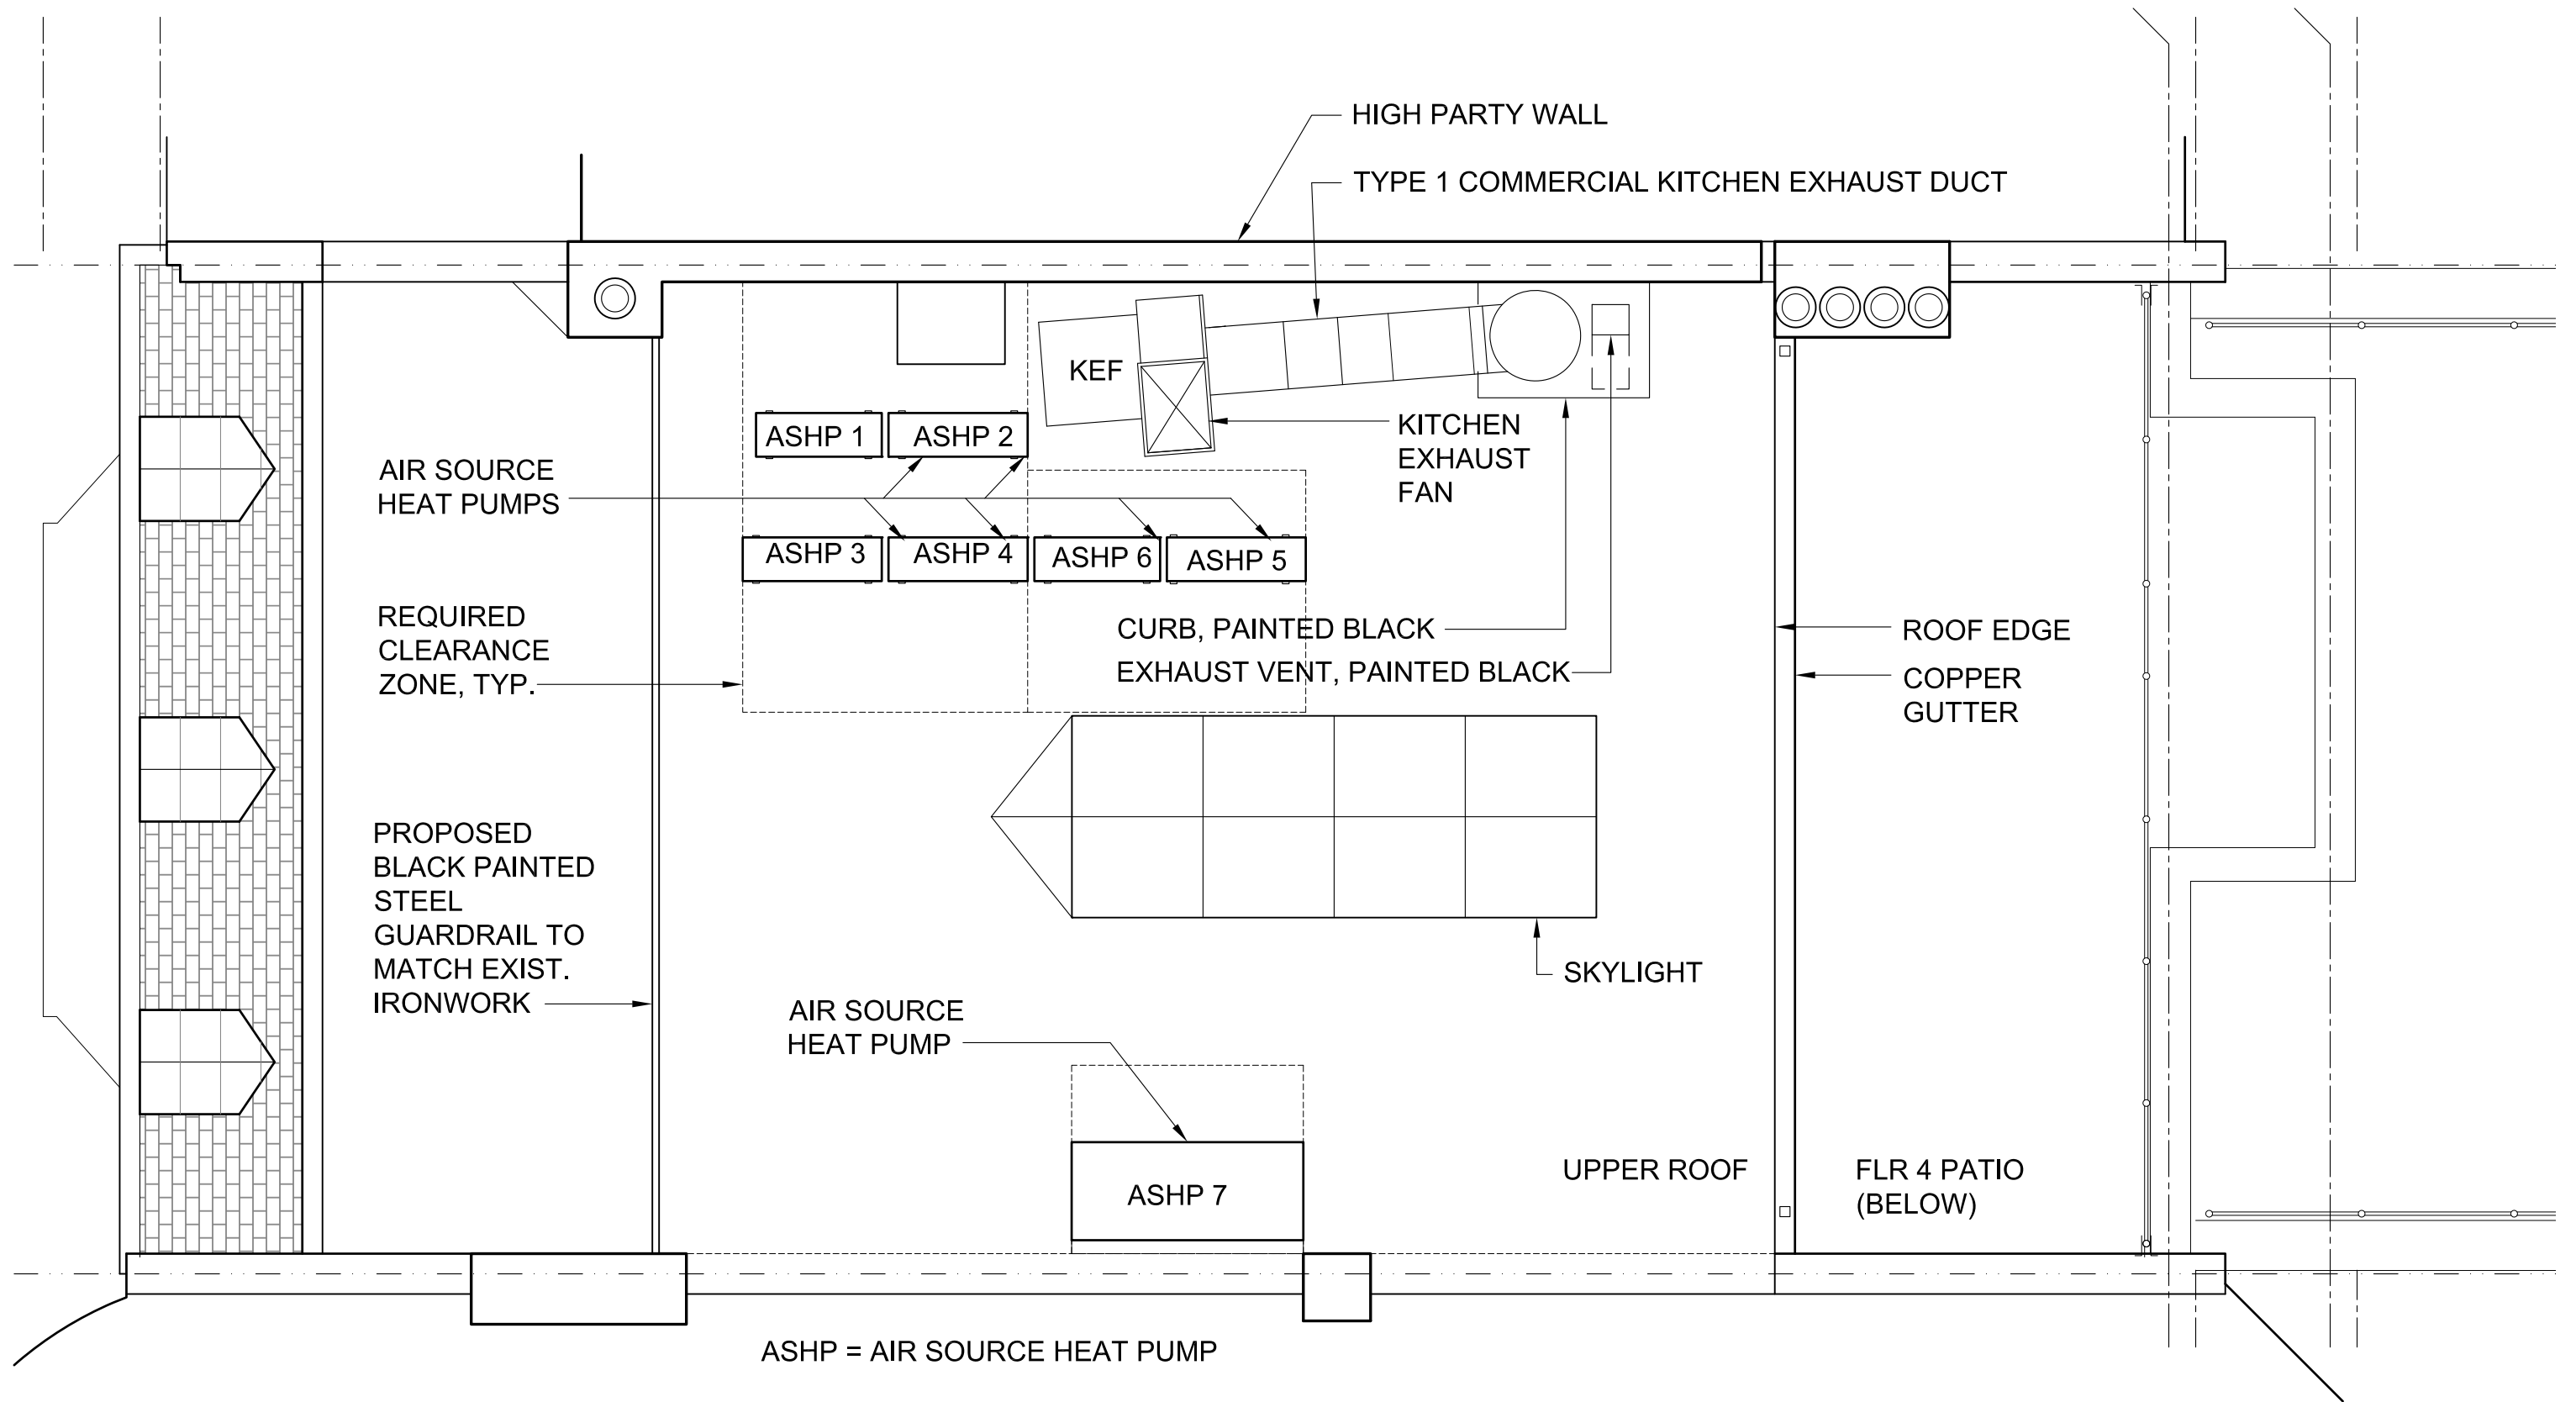 HIGH PARTY WALL
TYPE 1 COMMERCIAL KITCHEN EXHAUST DUCT
KEF
ASHP 1
ASHP 2
KITCHEN
EXHAUST
FAN
AIR SOURCE
HEAT PUMPS
ASHP 3
ASHP 4
ASHP 6
ASHP 5
REQUIRED
CLEARANCE
ZONE, TYP.
CURB, PAINTED BLACK
EXHAUST VENT, PAINTED BLACK
ROOF EDGE
COPPER
GUTTER
PROPOSED
BLACK PAINTED
STEEL
GUARDRAIL TO
MATCH EXIST.
IRONWORK
SKYLIGHT
AIR SOURCE
HEAT PUMP
ASHP 7
UPPER ROOF
FLR 4 PATIO
(BELOW)
ASHP = AIR SOURCE HEAT PUMP